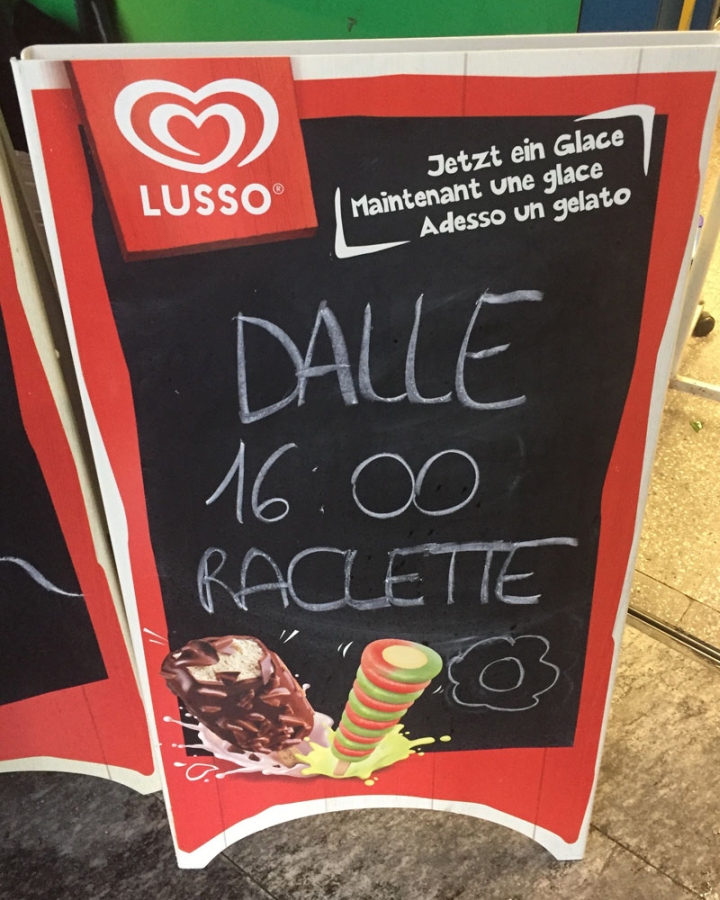 LUSSO®
Jetzt ein Glace
Maintenant une glace
Adesso un gelato
DALLE
16:00
RACLETTE